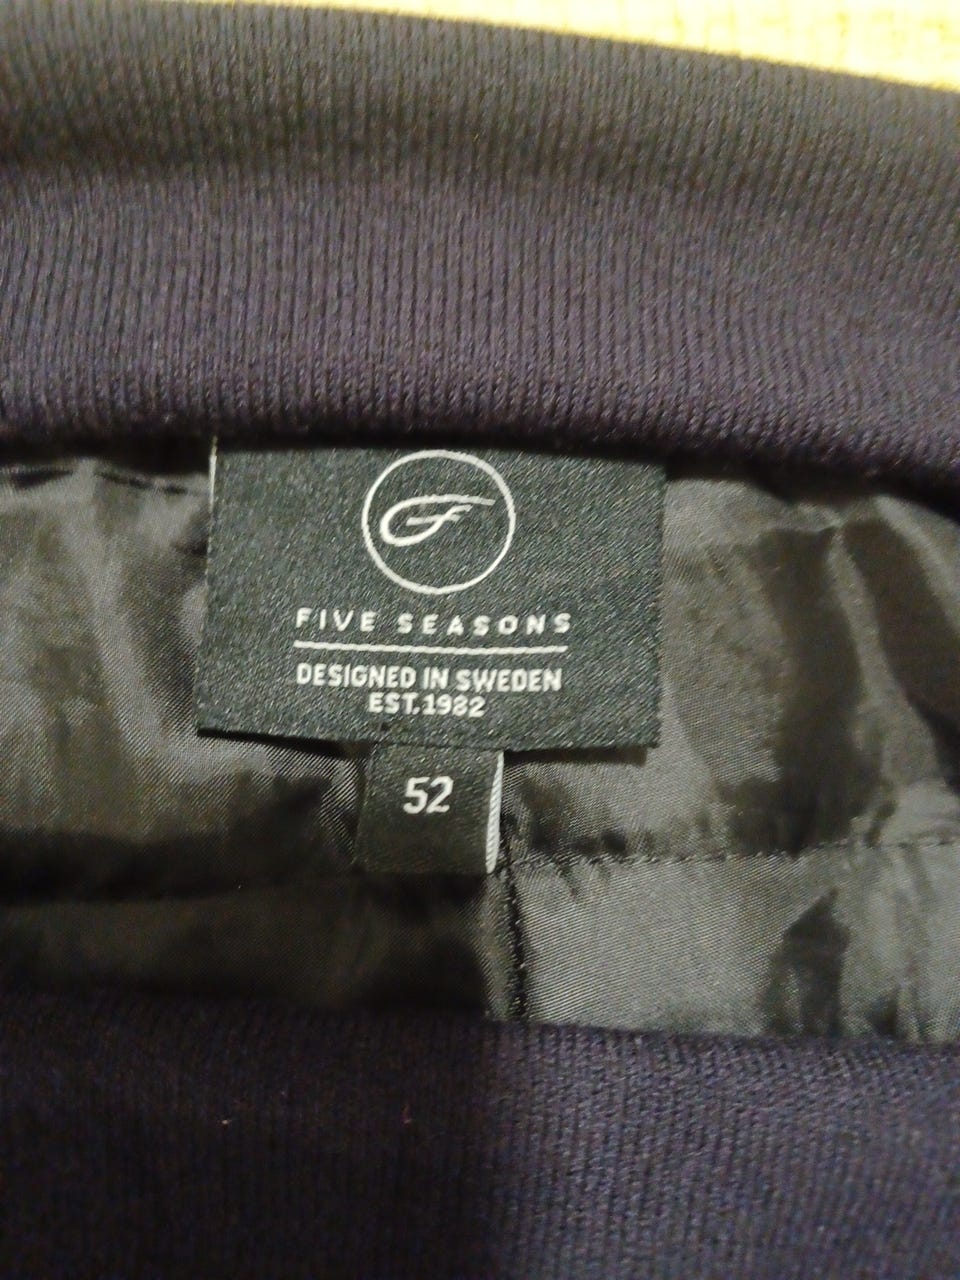 F
FIVE SEASONS
DESIGNED IN SWEDEN
EST.1982
52